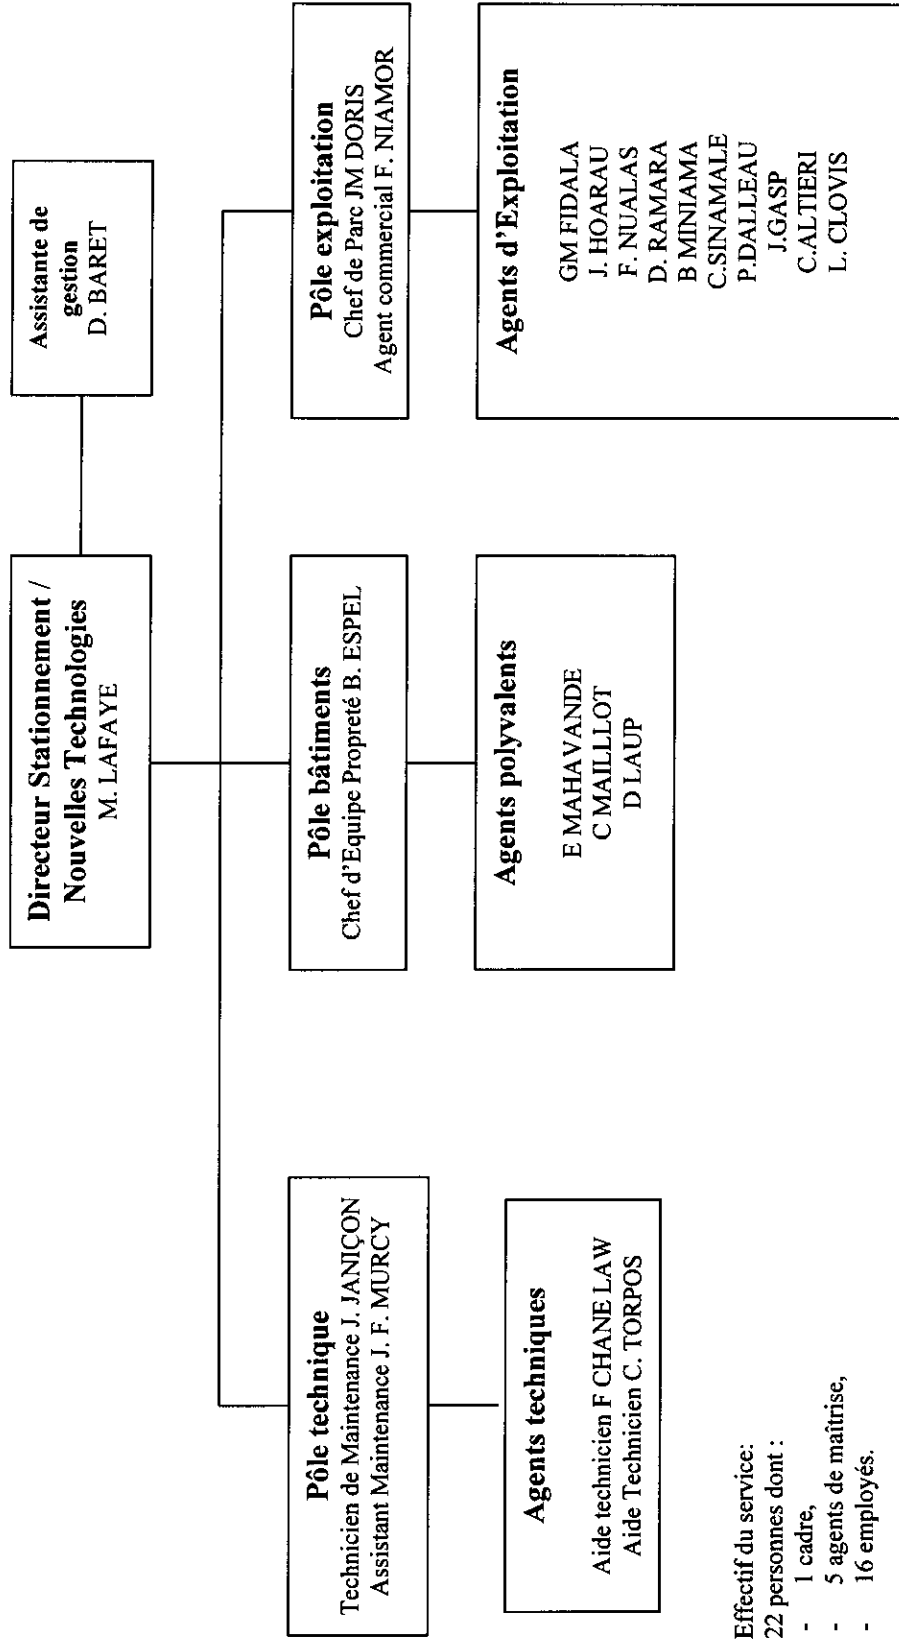 Directeur Stationnement /
Nouvelles Technologies
M. LAFAYE
Assistante de
gestion
D. BARET
Pôle technique
Technicien de Maintenance J. JANIÇON
Assistant Maintenance J. F. MURCY
Pôle bâtiments
Chef d'Equipe Propreté B. ESPEL
Pôle exploitation
Chef de Parc JM DORIS
Agent commercial F. NIAMOR
Agents techniques
Aide technicien F CHANE LAW
Aide Technicien C. TORPOS
Agents polyvalents
E MAHAVANDE
C MAILLLOT
D LAUP
Agents d'Exploitation
GM FIDALA
J. HOARAU
F. NUALAS
D. RAMARA
B MINIAMA
C.SINAMALE
P.DALLEAU
J.GASP
C.ALTIERI
L. CLOVIS
Effectif du service:
22 personnes dont :
- 1 cadre,
- 5 agents de maîtrise,
- 16 employés.